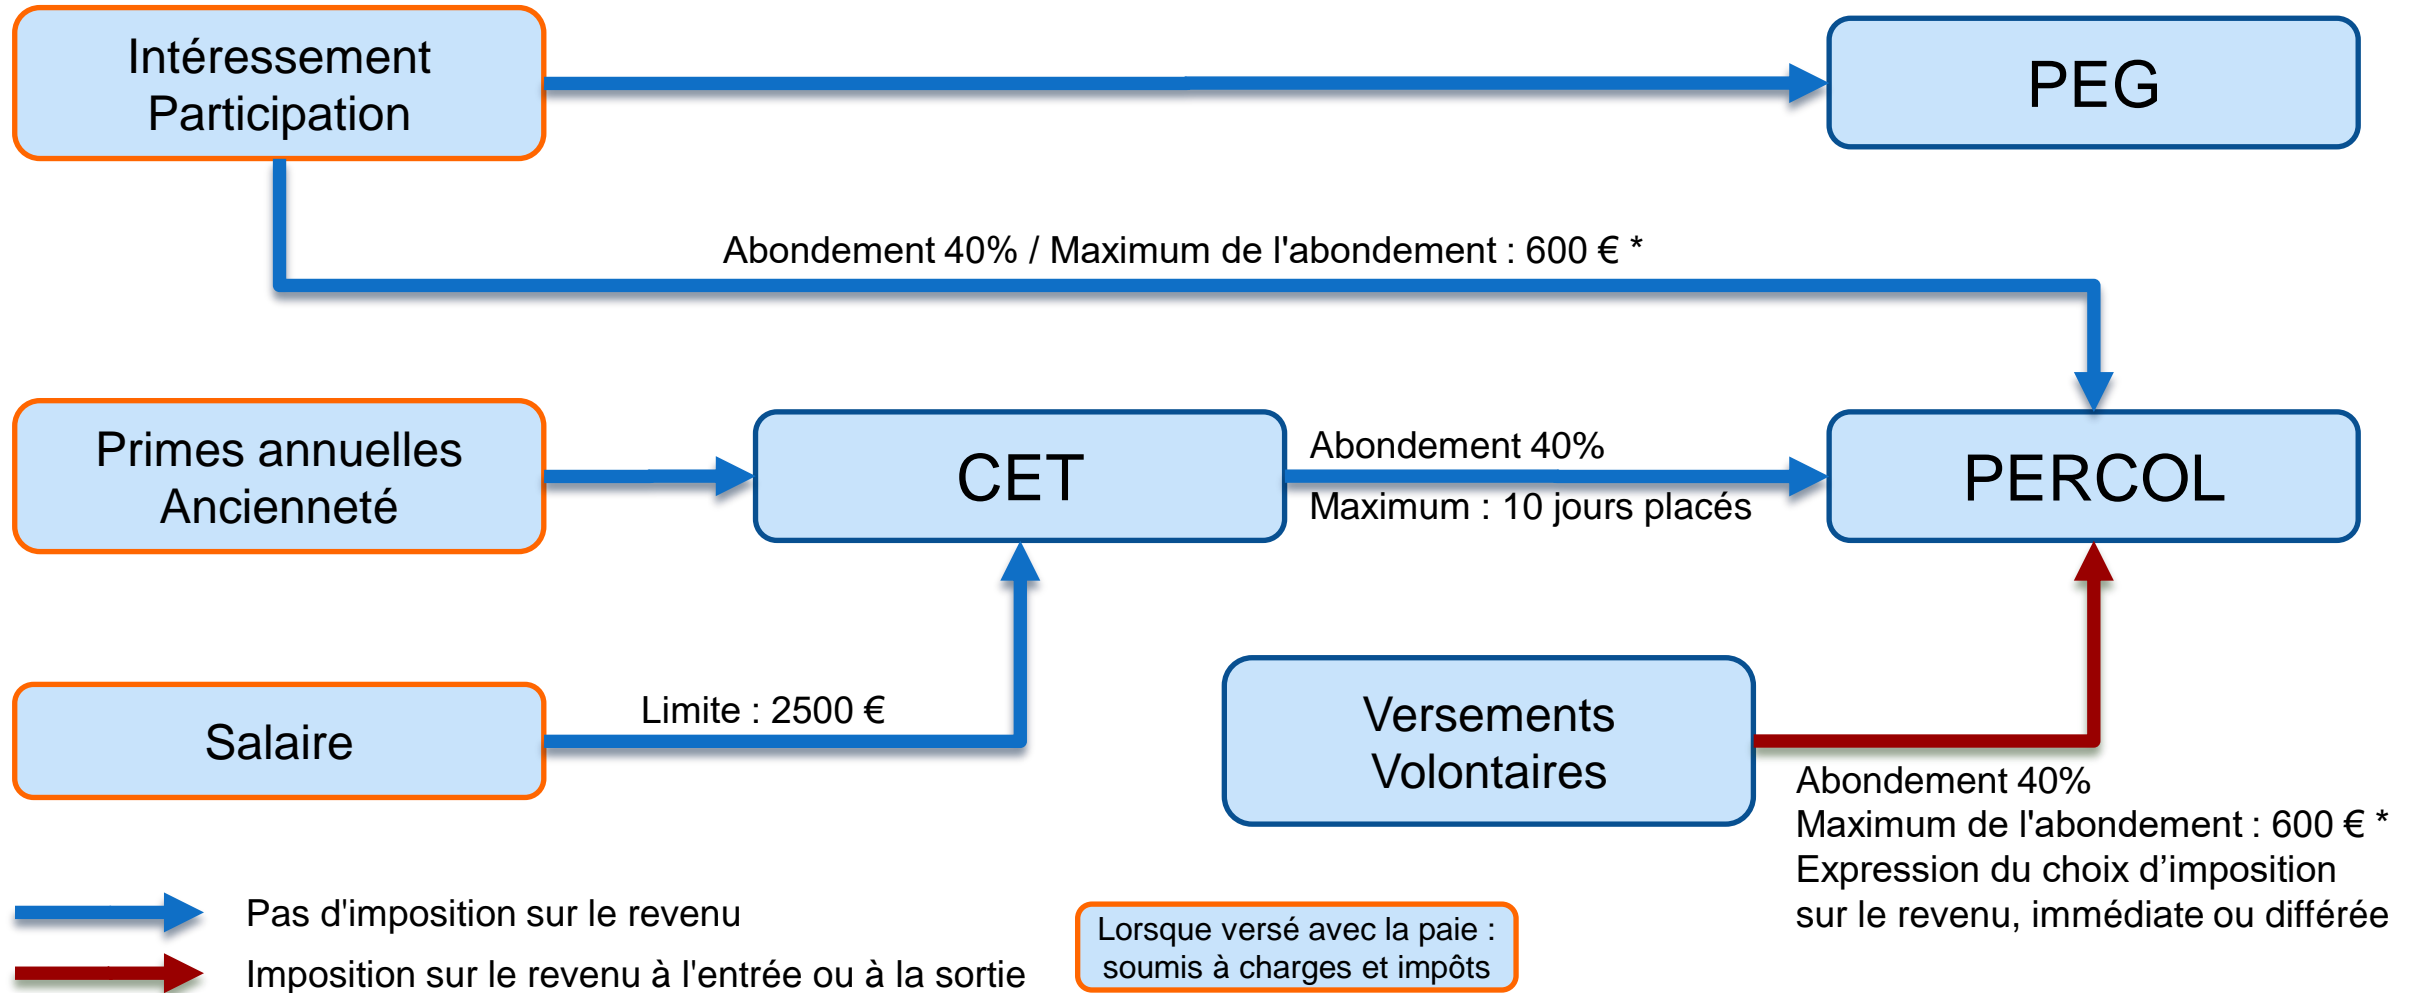 Intéressement
Participation
PEG
Abondement 40% / Maximum de l'abondement : 600 € *
Primes annuelles
Ancienneté
CET
Abondement 40%
Maximum : 10 jours placés
PERCOL
Salaire
Limite : 2500 €
Versements
Volontaires
Abondement 40%
Maximum de l'abondement : 600 € *
Expression du choix d’imposition
sur le revenu, immédiate ou différée
Pas d'imposition sur le revenu
Imposition sur le revenu à l'entrée ou à la sortie
Lorsque versé avec la paie :
soumis à charges et impôts